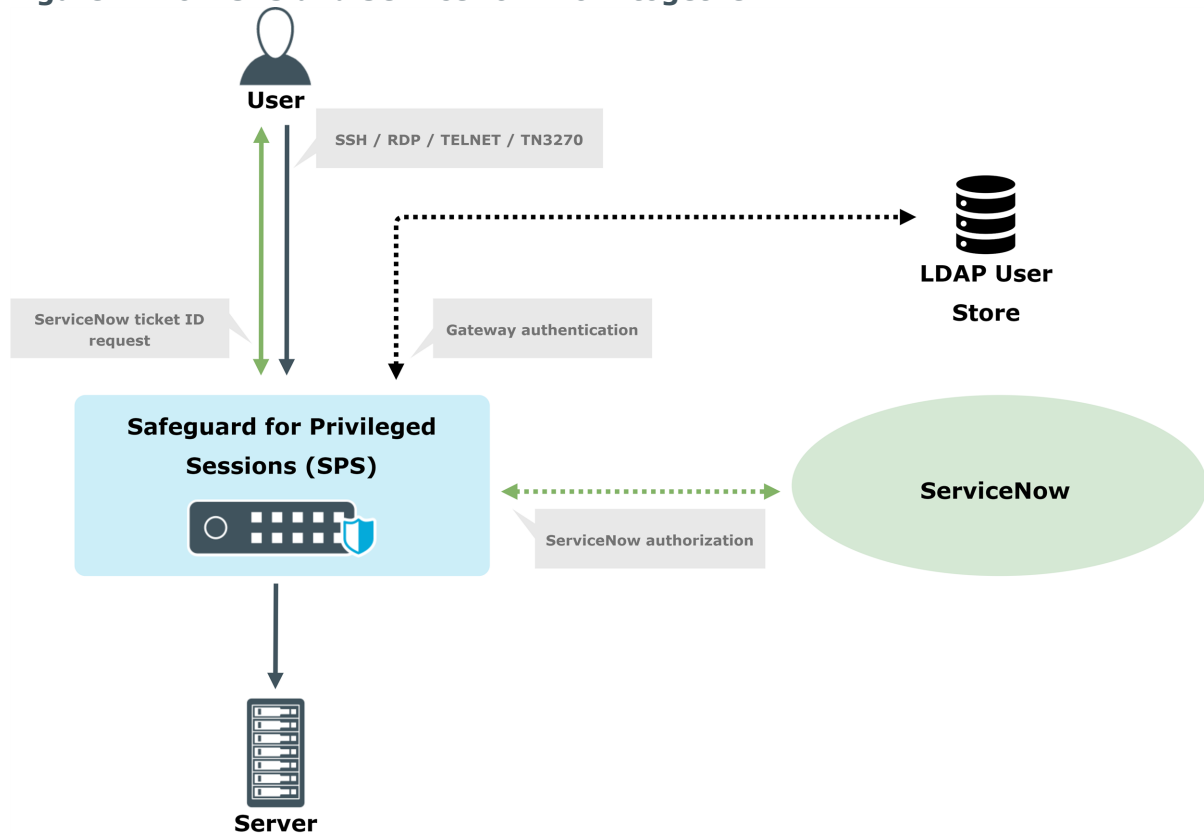 User
SSH / RDP / TELNET / TN3270
LDAP User
Store
ServiceNow ticket ID
request
Gateway authentication
Safeguard for Privileged
Sessions (SPS)
ServiceNow
ServiceNow authorization
Server